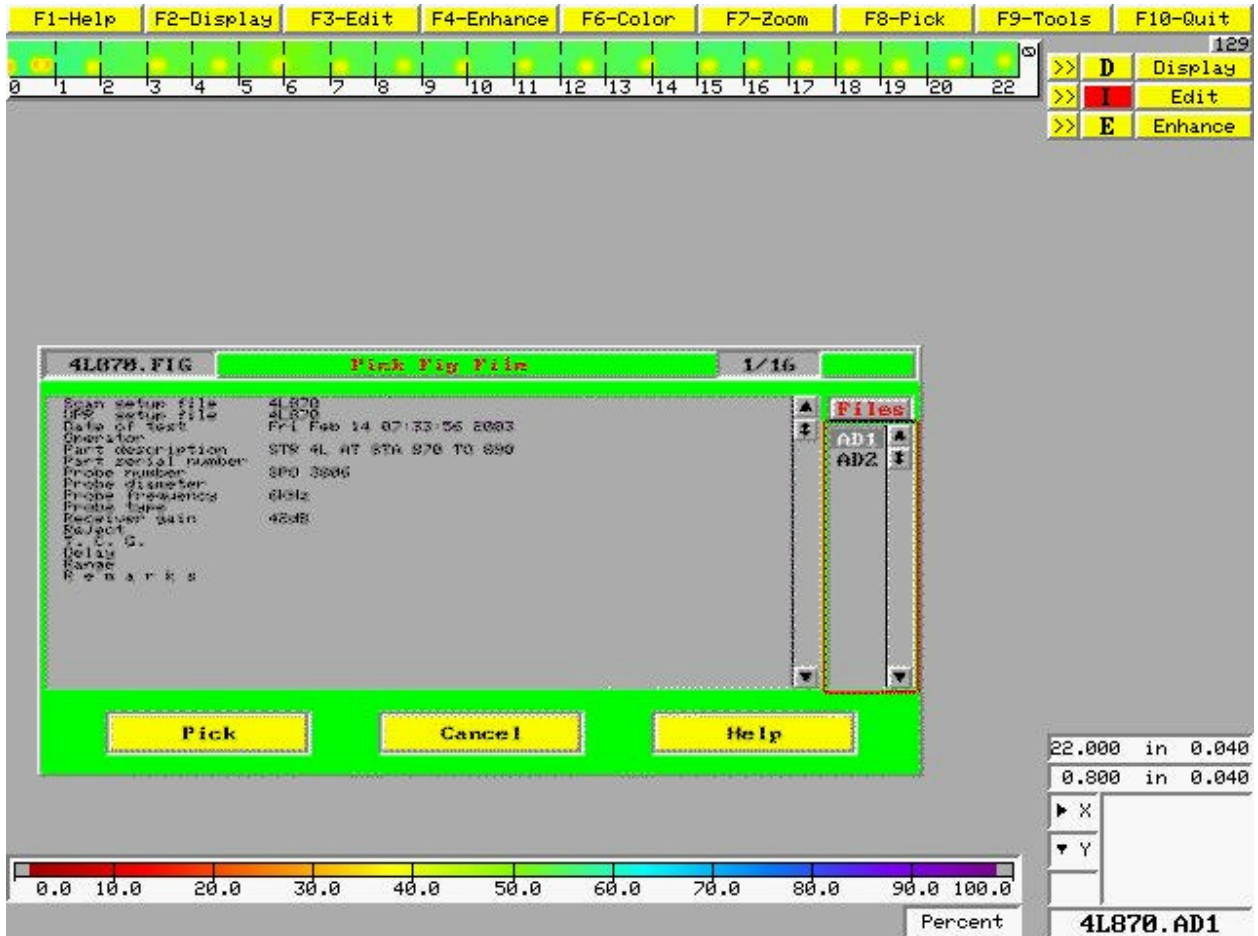 F1-Help F2-Display F3-Edit F4-Enhance F6-Color F7-Zoom F8-Pick F9-Tools F10-Quit
129
0 1 2 3 4 5 6 7 8 9 10 11 12 13 14 15 16 17 18 19 20 22
>> D Display
>> I Edit
>> E Enhance
4L870.FIG Pick Fig File 1/16
Scan setup file 4L870
UPR setup file 4L870
Date of test Fri Feb 14 07:33:56 2003
Operator
Part description STR 4L AT STA 870 TO 890
Part serial number
Probe number SPO 3806
Probe diameter
Probe frequency 6kHz
Probe type
Receiver gain 42dB
Reject
T. C. G.
Delay
Range
R e m a r k s
Files
AD1
AD2
Pick Cancel Help
22.000 in 0.040
0.800 in 0.040
X
Y
0.0 10.0 20.0 30.0 40.0 50.0 60.0 70.0 80.0 90.0 100.0
Percent
4L870.AD1